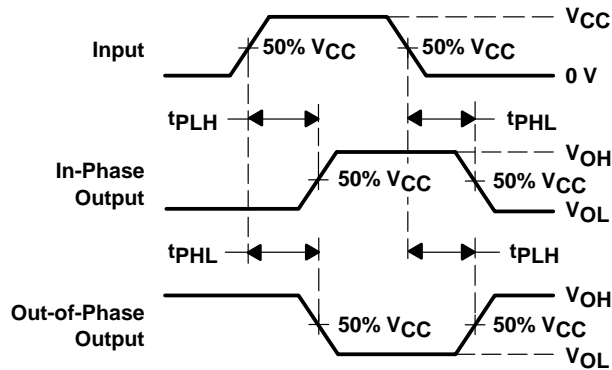 VCC
Input
50% VCC
50% VCC
0 V
tPLH
tPHL
In-Phase
Output
VOH
50% VCC
50% VCC
VOL
tPHL
tPLH
Out-of-Phase
Output
VOH
50% VCC
50% VCC
VOL